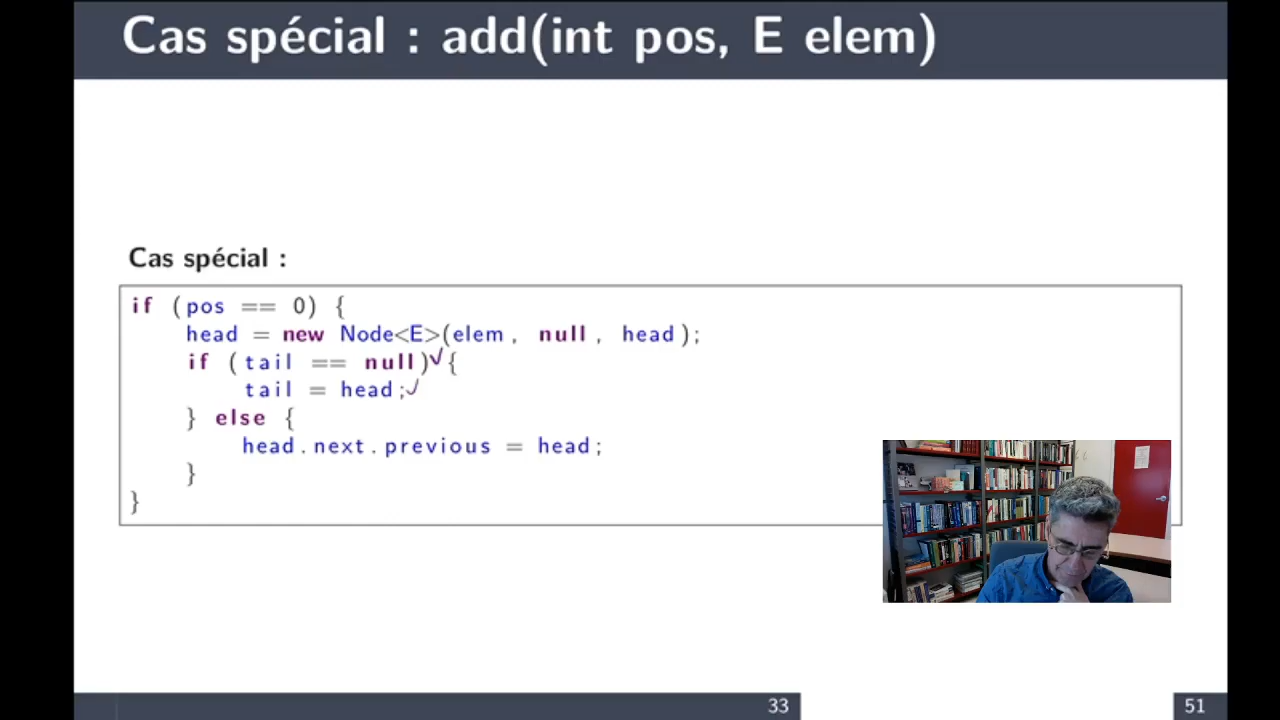 Cas spécial : add(int pos, E elem)
Cas spécial :
if (pos == 0) {
head = new Node<E>(elem, null, head);
if (tail == null) {
tail = head;
} else {
head.next.previous = head;
}
}
33
51